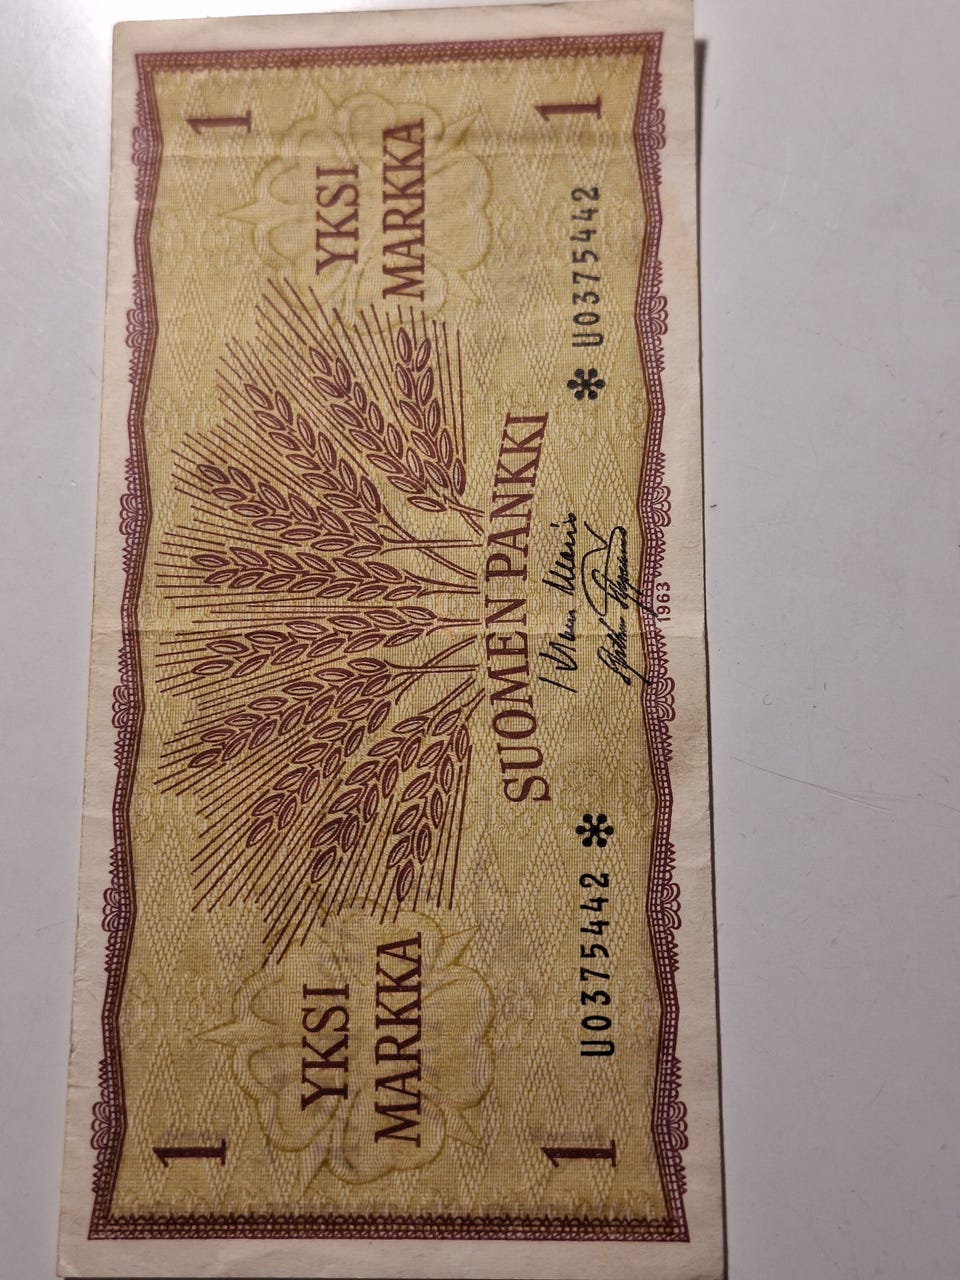 1
1
YKSI
MARKKA
YKSI
MARKKA
SUOMEN PANKKI
U0375442 *
* U0375442
1
1
1963